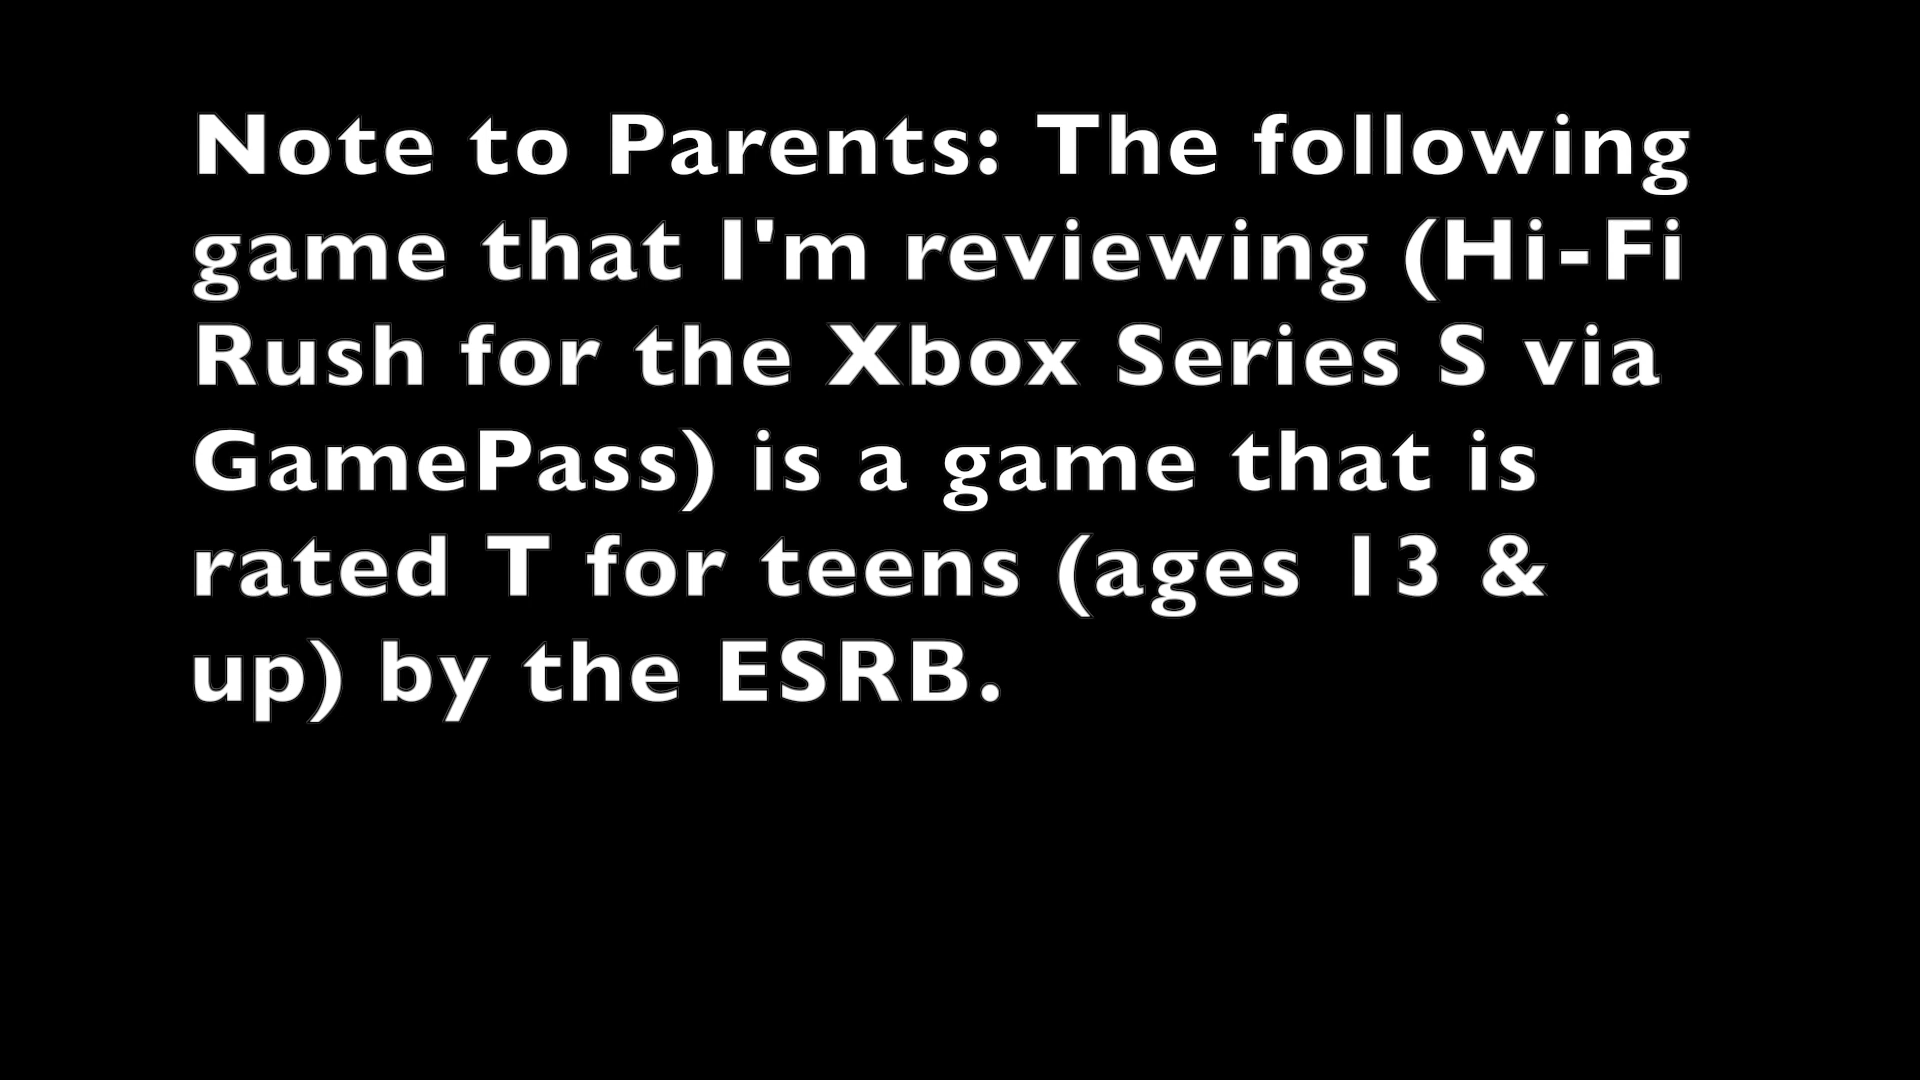 Note to Parents: The following
game that I'm reviewing (Hi-Fi
Rush for the Xbox Series S via
GamePass) is a game that is
rated T for teens (ages 13 &
up) by the ESRB.